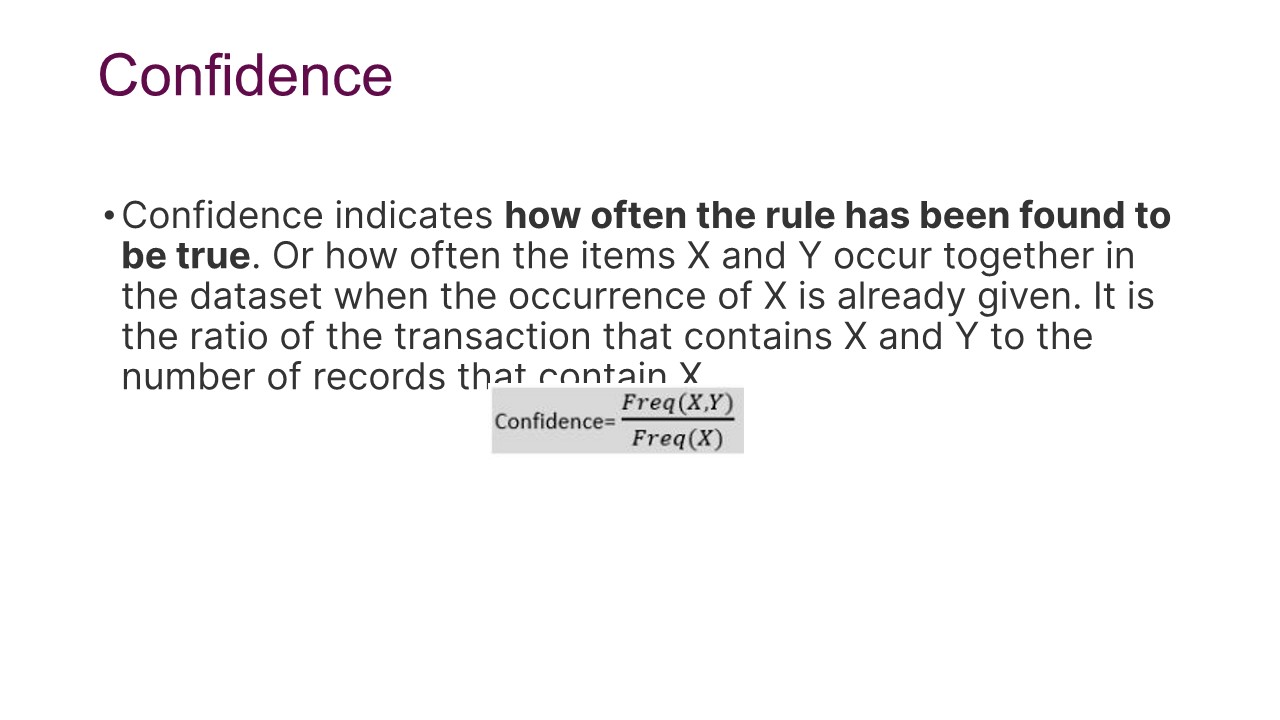 Confidence
• Confidence indicates how often the rule has been found to
be true. Or how often the items X and Y occur together in
the dataset when the occurrence of X is already given. It is
the ratio of the transaction that contains X and Y to the
number of records that contain X
Confidence= Freq(X,Y)
Freq(X)